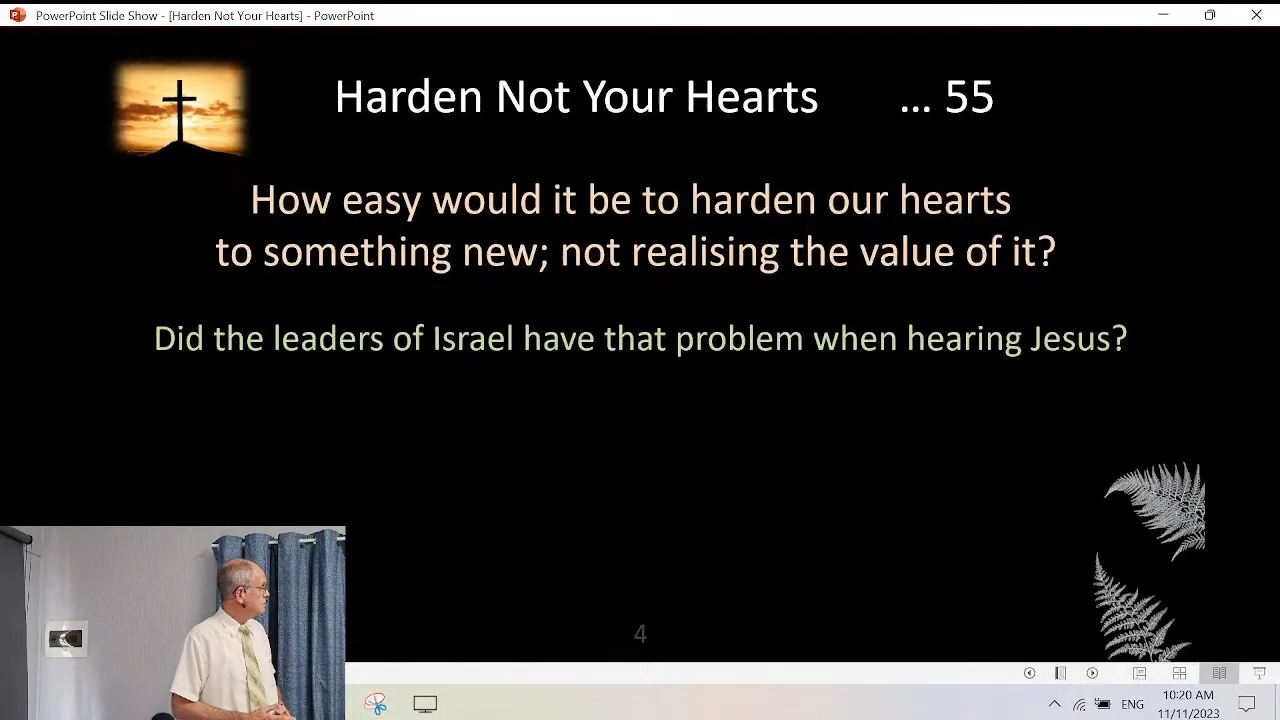 PowerPoint Slide Show - [Harden Not Your Hearts] - PowerPoint
Harden Not Your Hearts ... 55
How easy would it be to harden our hearts
to something new; not realising the value of it?
Did the leaders of Israel have that problem when hearing Jesus?
4
ENG
10:20 AM
11/11/2023